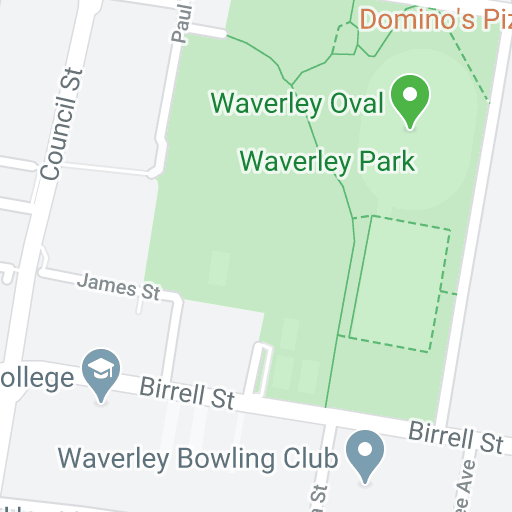 Domino's Piz
Paul
Waverley Oval
Council St
Waverley Park
James St
ollege
Birrell St
Birrell St
Waverley Bowling Club
a St
ee Ave